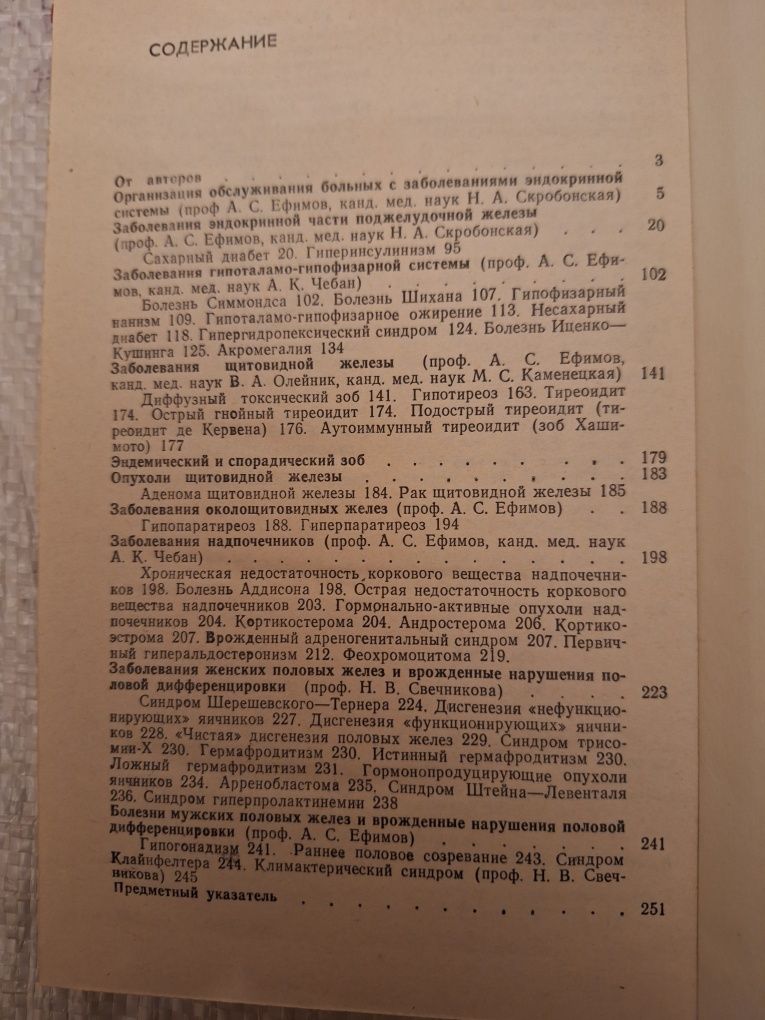 СОДЕРЖАНИЕ
От авторов . . . . . . . . . . . . . . 3
Организация обслуживания больных с заболеваниями эндокринной
системы (проф А. С. Ефимов, канд. мед. наук Н. А. Скробонская) 5
Заболевания эндокринной части поджелудочной железы
(проф. А. С. Ефимов, канд. мед. наук Н. А. Скробонская) . . . 20
Сахарный диабет 20. Гиперинсулинизм 95
Заболевания гипоталамо-гипофизарной системы (проф. А. С. Ефи-
мов, канд. мед. наук А. К. Чебан) . . . . . . . . 102
Болезнь Симмондса 102. Болезнь Шихана 107. Гипофизарный
нанизм 109. Гипоталамо-гипофизарное ожирение 113. Несахарный
диабет 118. Гипергидропексический синдром 124. Болезнь Иценко—
Кушинга 125. Акромегалия 134
Заболевания щитовидной железы (проф. А. С. Ефимов,
канд. мед. наук В. А. Олейник, канд. мед. наук М. С. Каменецкая) 141
Диффузный токсический зоб 141. Гипотиреоз 163. Тиреоидит
174. Острый гнойный тиреоидит 174. Подострый тиреоидит (ти-
реоидит де Кервена) 176. Аутоиммунный тиреоидит (зоб Хаши-
мото) 177
Эндемический и спорадический зоб . . . . . . . . 179
Опухоли щитовидной железы . . . . . . . . . 183
Аденома щитовидной железы 184. Рак щитовидной железы 185
Заболевания околощитовидных желез (проф. А. С. Ефимов) . . 188
Гипопаратиреоз 188. Гиперпаратиреоз 194
Заболевания надпочечников (проф. А. С. Ефимов, канд. мед. наук
А. К. Чебан) . . . . . . . . . . . . . . 198
Хроническая недостаточность коркового вещества надпочечни-
ков 198. Болезнь Аддисона 198. Острая недостаточность коркового
вещества надпочечников 203. Гормонально-активные опухоли над-
почечников 204. Кортикостерома 204. Андростерома 206. Кортико-
эстрома 207. Врожденный адреногенитальный синдром 207. Первич-
ный гиперальдостеронизм 212. Феохромоцитома 219.
Заболевания женских половых желез и врожденные нарушения по-
ловой дифференцировки (проф. Н. В. Свечникова) . . . . 223
Синдром Шерешевского—Тернера 224. Дисгенезия «нефункцио-
нирующих» яичников 227. Дисгенезия «функционирующих» яични-
ков 228. «Чистая» дисгенезия половых желез 229. Синдром трисо-
мии-X 230. Гермафродитизм 230. Истинный гермафродитизм 230.
Ложный гермафродитизм 231. Гормонопродуцирующие опухоли
яичников 234. Арренобластома 235. Синдром Штейна—Левенталя
236. Синдром гиперпролактинемии 238
Болезни мужских половых желез и врожденные нарушения половой
дифференцировки (проф. А. С. Ефимов) . . . . . . . 241
Гипогонадизм 241. Раннее половое созревание 243. Синдром
Клайнфелтера 244. Климактерический синдром (проф. Н. В. Свеч-
никова) 245
Предметный указатель . . . . . . . . . . . . 251